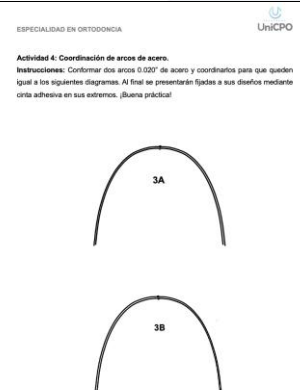 ESPECIALIDAD EN ORTODONCIA
UniCPO
Actividad 4: Coordinación de arcos de acero.
Instrucciones: Conformar dos arcos 0.020" de acero y coordinarlos para que queden
igual a los siguientes diagramas. Al final se presentarán fijadas a sus diseños mediante
cinta adhesiva en sus extremos. ¡Buena práctica!
3A
3B